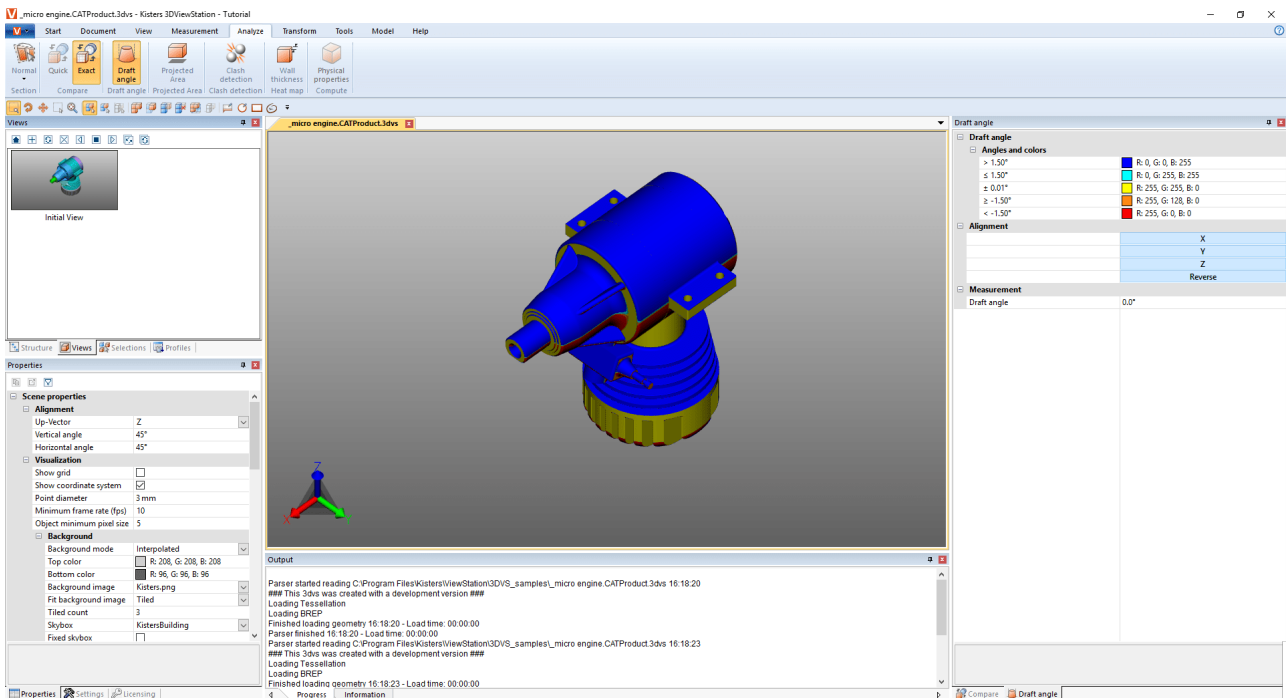 _micro engine.CATProduct.3dvs - Kisters 3DViewStation - Tutorial
V Start Document View Measurement Analyze Transform Tools Model Help
Normal Quick Exact Draft angle Projected Area Clash detection Wall thickness Physical properties
Section Compare Draft angle Projected Area Clash detection Heat map Compute
Views
Initial View
Structure Views Selections Profiles
Properties
Scene properties
Alignment
Up-Vector Z
Vertical angle 45°
Horizontal angle 45°
Visualization
Show grid
Show coordinate system
Point diameter 3 mm
Minimum frame rate (fps) 10
Object minimum pixel size 5
Background
Background mode Interpolated
Top color R: 208, G: 208, B: 208
Bottom color R: 96, G: 96, B: 96
Background image Kisters.png
Fit background image Tiled
Tiled count 3
Skybox KistersBuilding
Fixed skybox
Properties Settings Licensing
_micro engine.CATProduct.3dvs
Z
X
Y
Output
Parser started reading C:\Program Files\Kisters\ViewStation\3DVS_samples\_micro engine.CATProduct.3dvs 16:18:20
### This 3dvs was created with a development version ###
Loading Tessellation
Loading BREP
Finished loading geometry 16:18:20 - Load time: 00:00:00
Parser finished 16:18:20 - Load time: 00:00:00
Parser started reading C:\Program Files\Kisters\ViewStation\3DVS_samples\_micro engine.CATProduct.3dvs 16:18:23
### This 3dvs was created with a development version ###
Loading Tessellation
Loading BREP
Finished loading geometry 16:18:23 - Load time: 00:00:00
Progress Information
Draft angle
Draft angle
Angles and colors
> 1.50° R: 0, G: 0, B: 255
≤ 1.50° R: 0, G: 255, B: 255
± 0.01° R: 255, G: 255, B: 0
≥ -1.50° R: 255, G: 128, B: 0
< -1.50° R: 255, G: 0, B: 0
Alignment
X
Y
Z
Reverse
Measurement
Draft angle 0.0°
Compare Draft angle